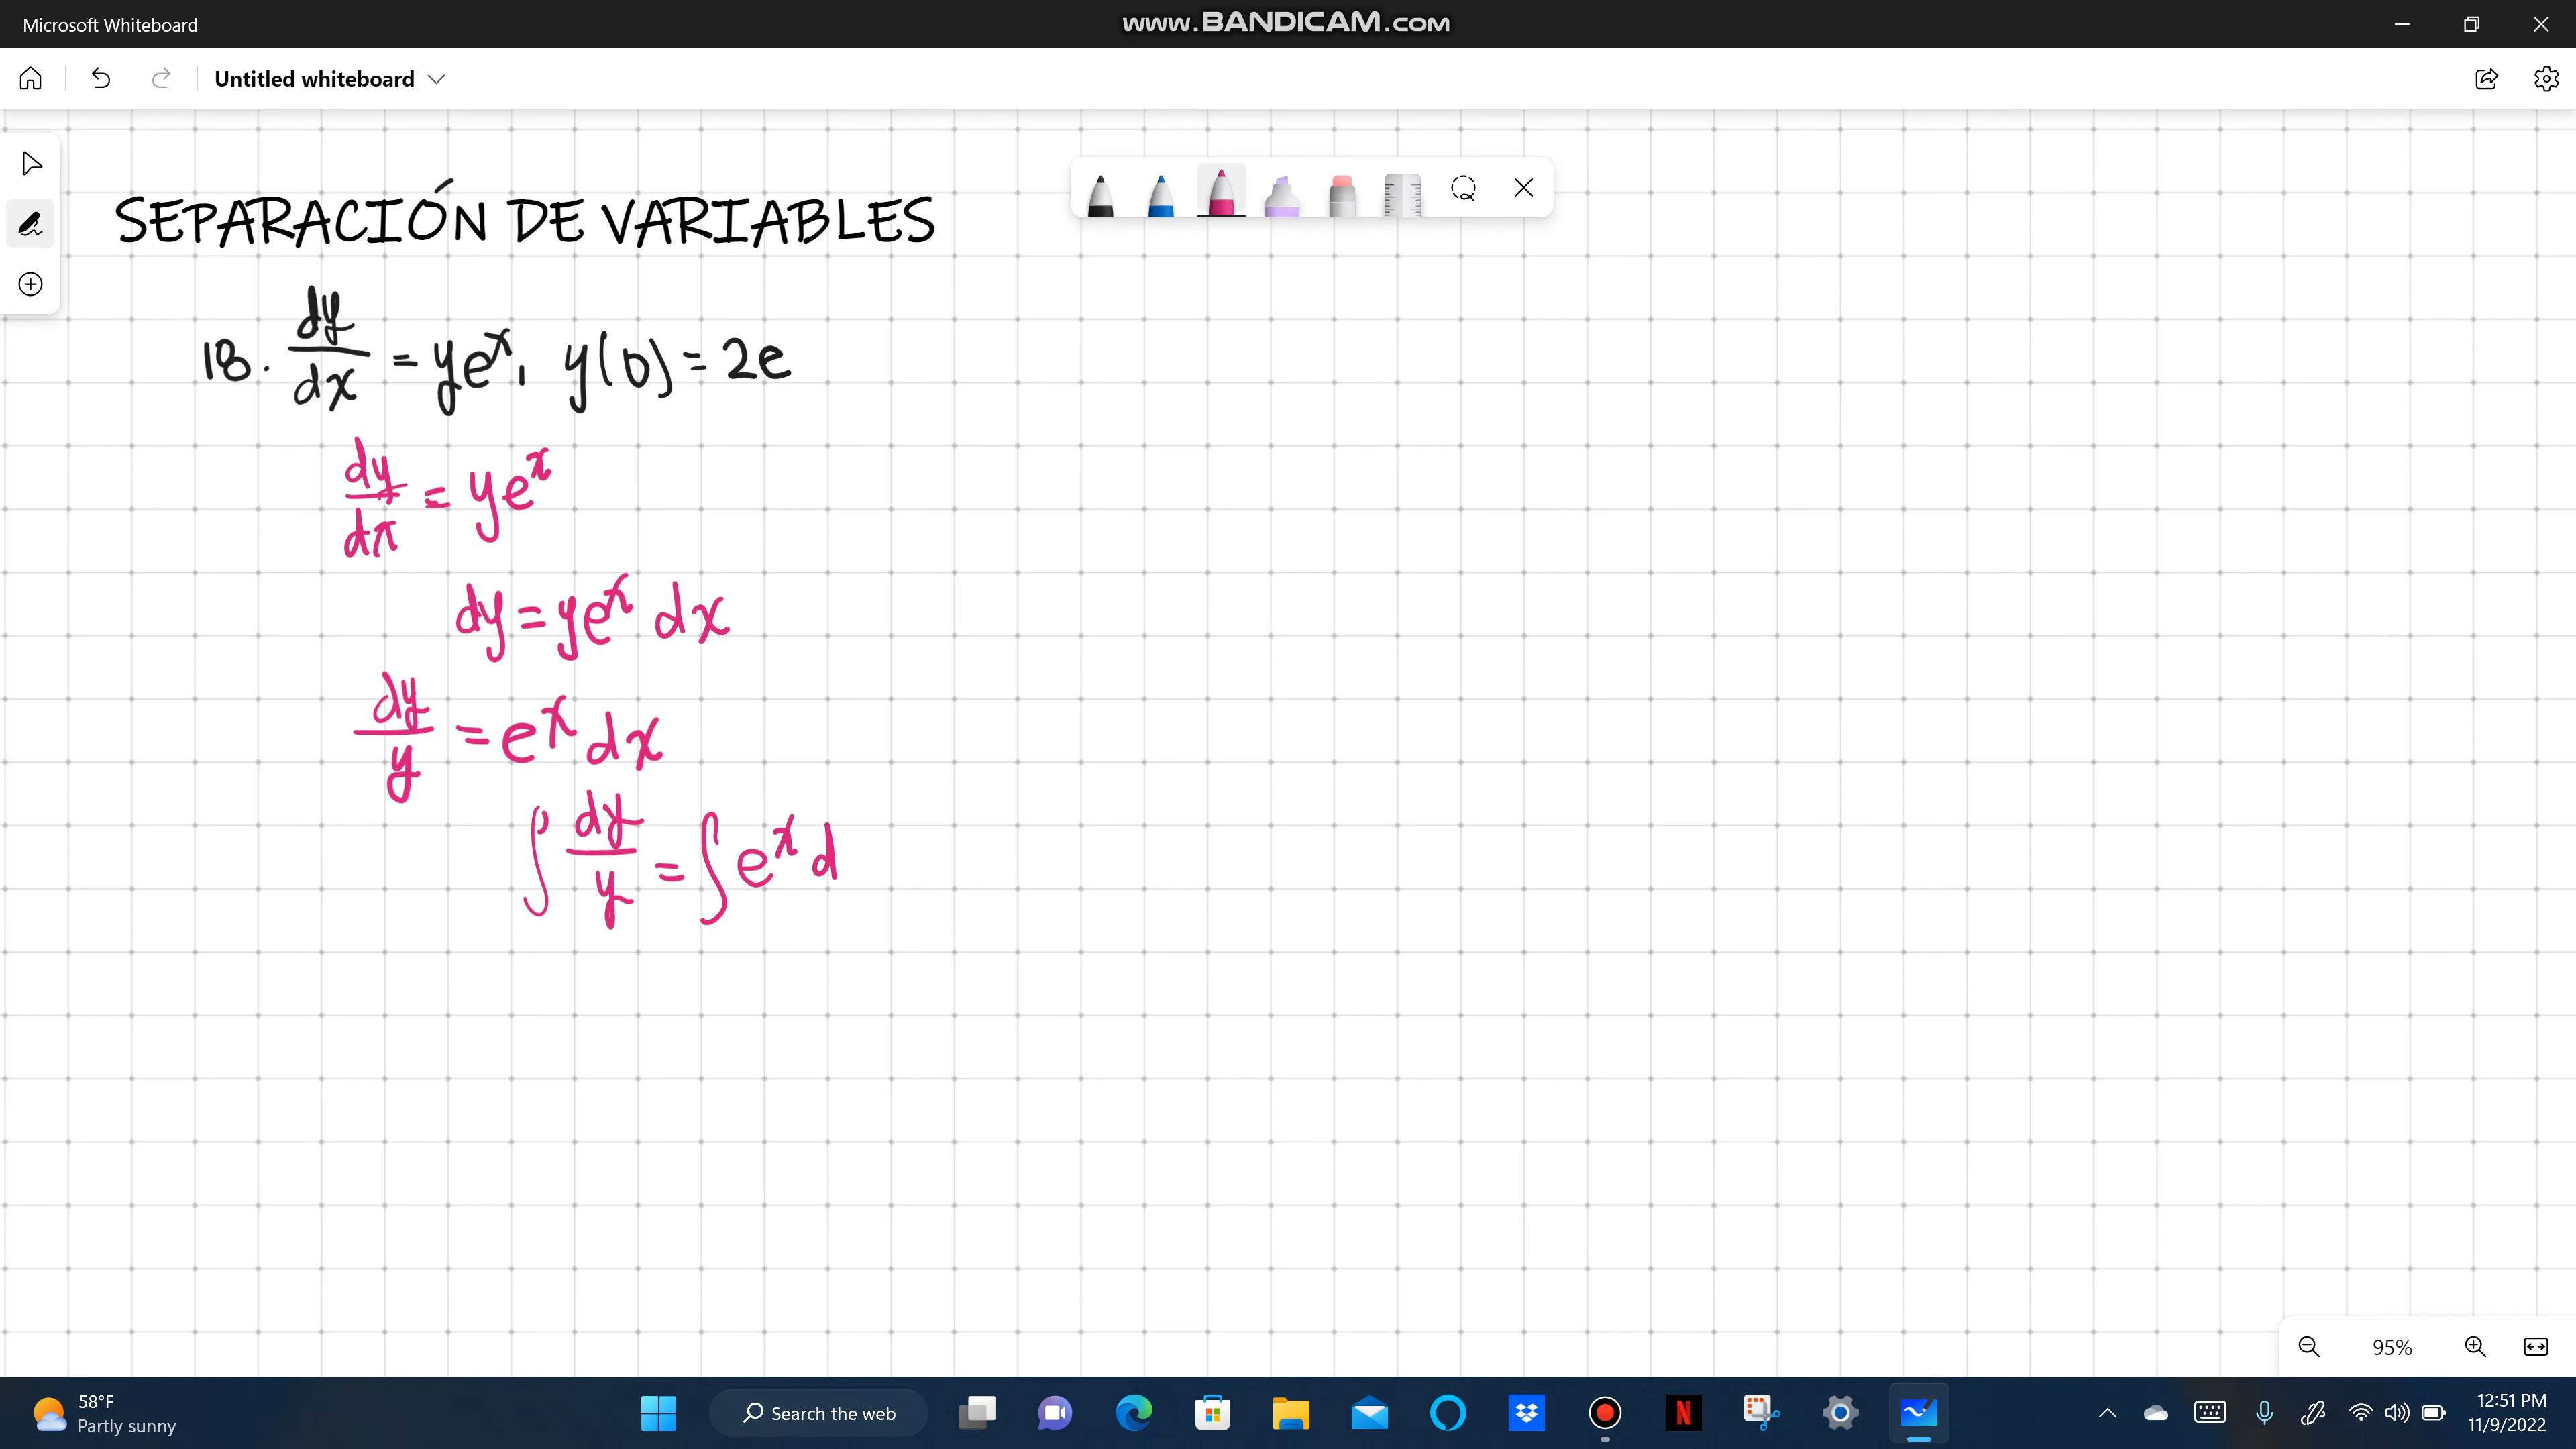 Microsoft Whiteboard
www.BANDICAM.com
Untitled whiteboard
SEPARACIÓN DE VARIABLES
18. dy/dx = ye^x, y(0) = 2e
dy/dx = ye^x
dy = ye^x dx
dy/y = e^x dx
∫ dy/y = ∫ e^x d
95%
58°F
Partly sunny
Search the web
N
12:51 PM
11/9/2022